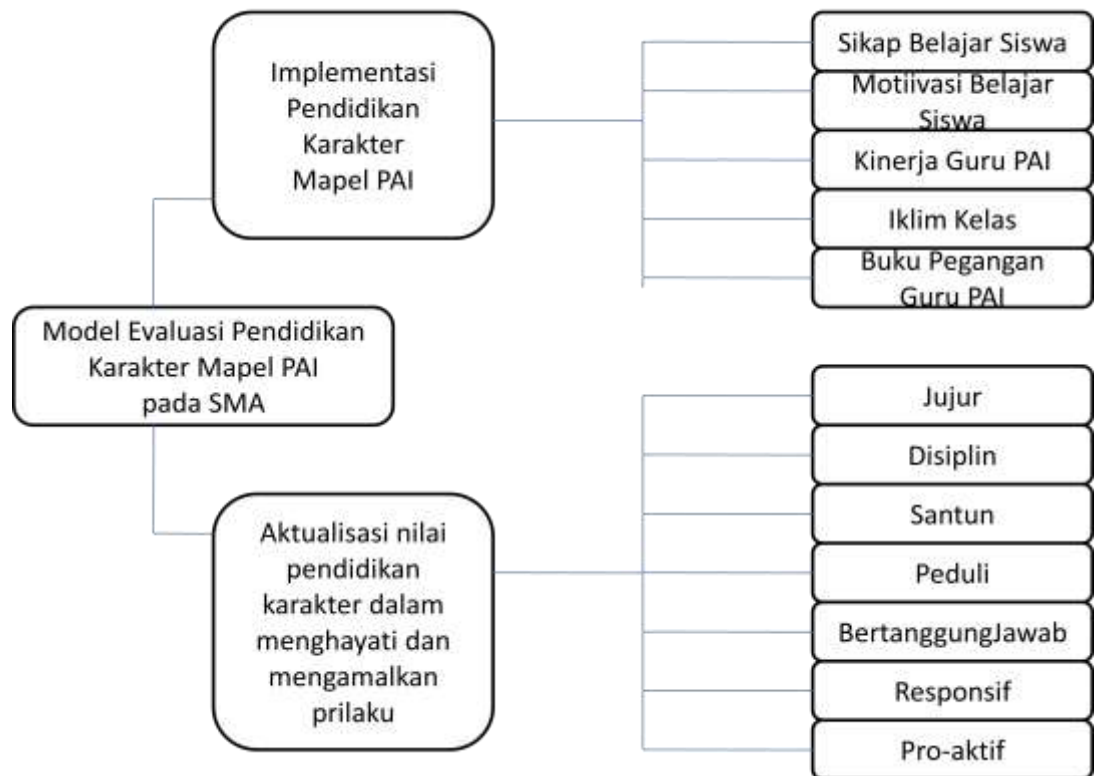 Implementasi
Pendidikan
Karakter
Mapel PAI
Sikap Belajar Siswa
Motiivasi Belajar
Siswa
Kinerja Guru PAI
Iklim Kelas
Buku Pegangan
Guru PAI
Model Evaluasi Pendidikan
Karakter Mapel PAI
pada SMA
Aktualisasi nilai
pendidikan
karakter dalam
menghayati dan
mengamalkan
prilaku
Jujur
Disiplin
Santun
Peduli
BertanggungJawab
Responsif
Pro-aktif